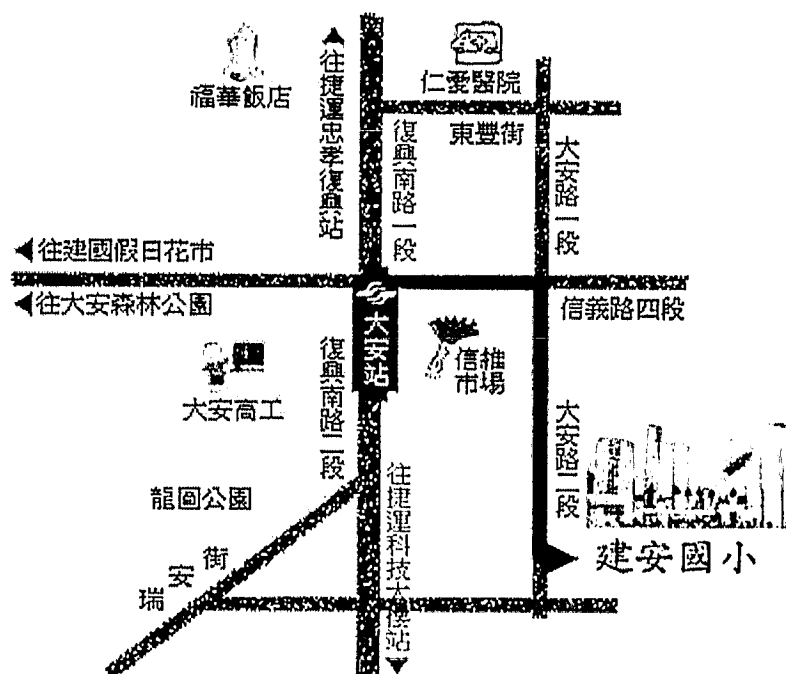 福華飯店
往捷運忠孝復興站
仁愛醫院
東豐街
復興南路一段
大安路一段
往建國假日花市
往大安森林公園
信義路四段
大安站
信維
市場
大安高工
復興南路二段
大安路二段
龍圖公園
往捷運科技大樓站
瑞安街
建安國小